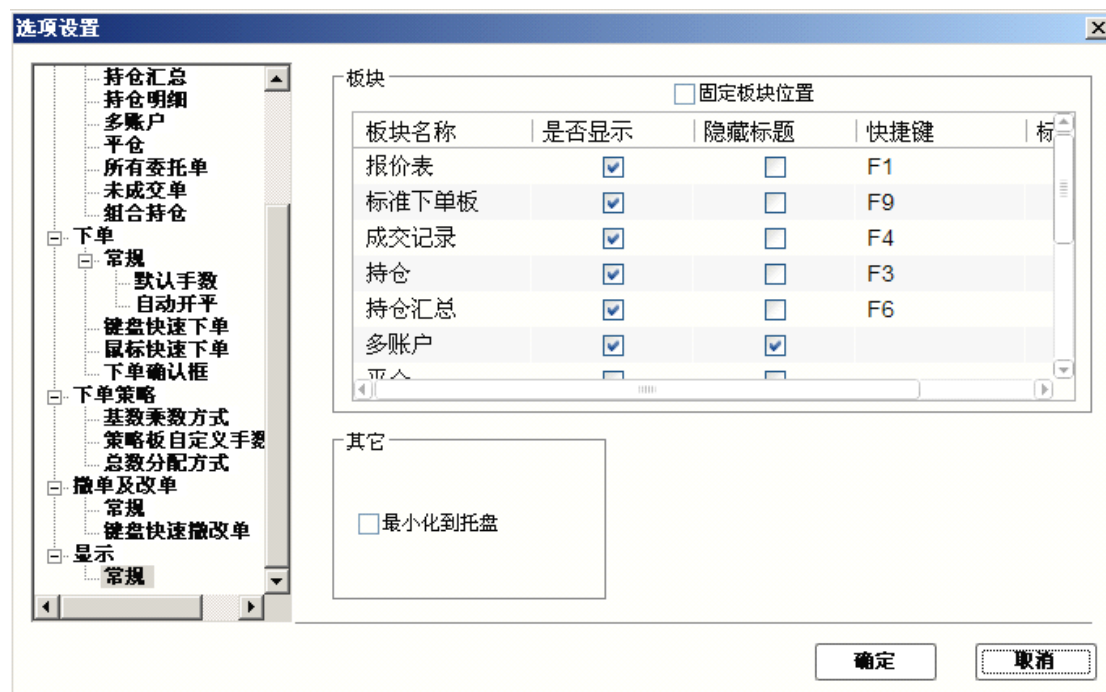 选项设置
持仓汇总
持仓明细
多账户
平仓
所有委托单
未成交单
组合持仓
下单
常规
默认手数
自动开平
键盘快速下单
鼠标快速下单
下单确认框
下单策略
基数乘数方式
策略板自定义手数
总数分配方式
撤单及改单
常规
键盘快速撤改单
显示
常规
板块
固定板块位置
板块名称 是否显示 隐藏标题 快捷键 标
报价表 F1
标准下单板 F9
成交记录 F4
持仓 F3
持仓汇总 F6
多账户
平仓
其它
最小化到托盘
确定 取消